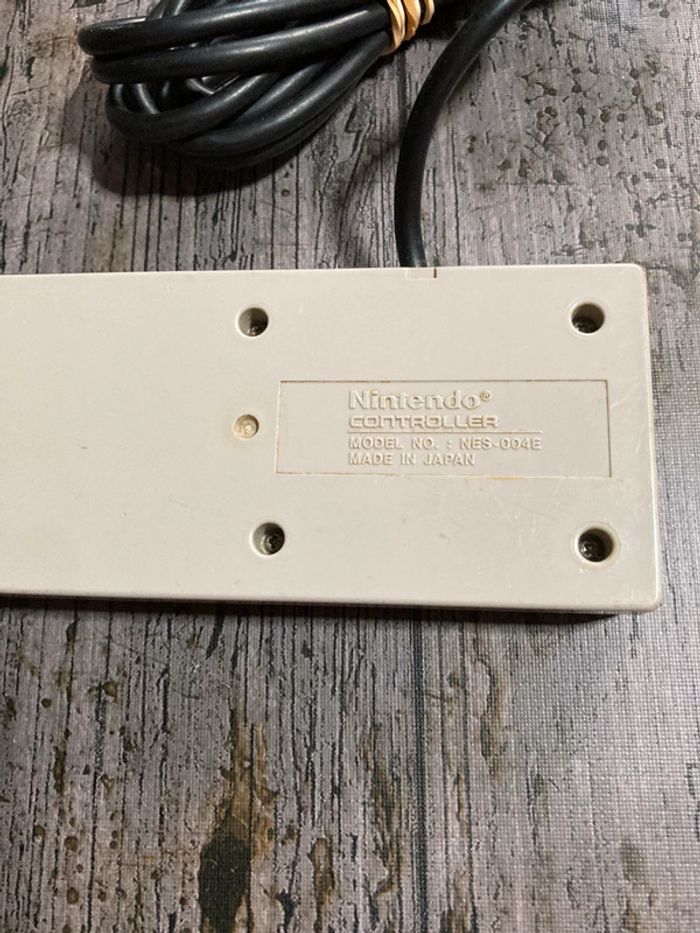 Nintendo®
CONTROLLER
MODEL NO. : NES-004E
MADE IN JAPAN